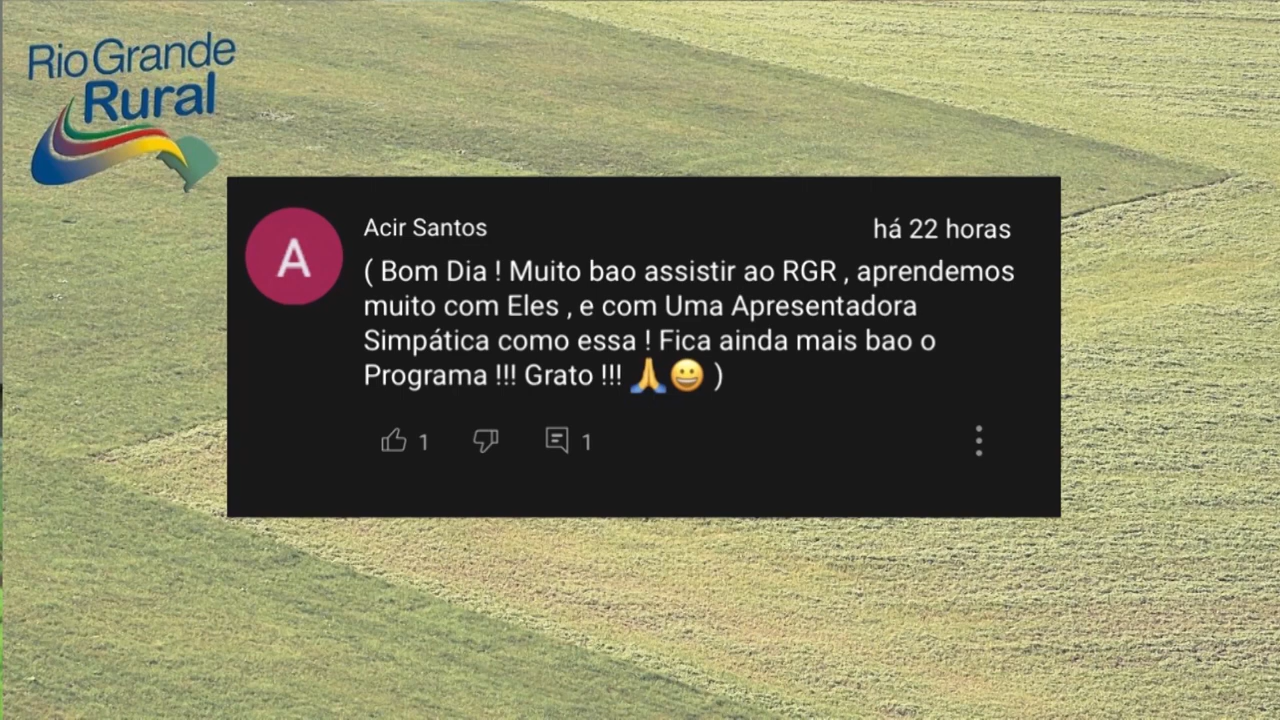 Rio Grande
Rural
A
Acir Santos
há 22 horas
( Bom Dia ! Muito bao assistir ao RGR , aprendemos
muito com Eles , e com Uma Apresentadora
Simpática como essa ! Fica ainda mais bao o
Programa !!! Grato !!! 🙏😀 )
1
1